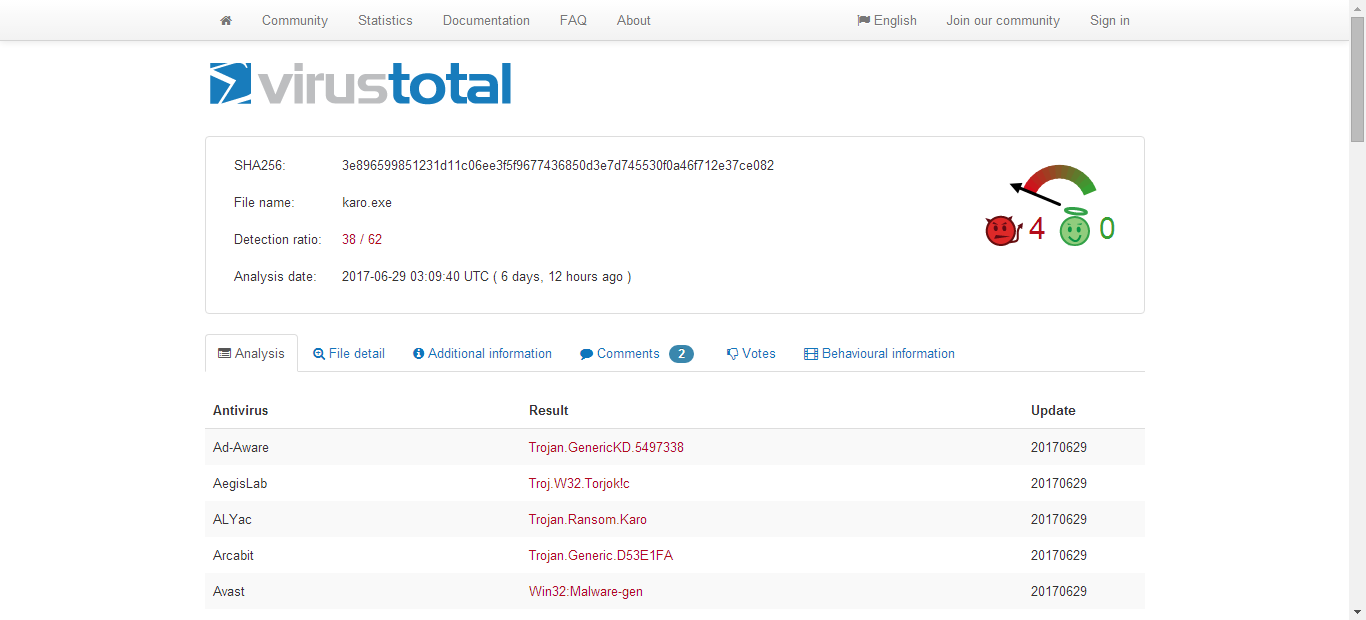 Community Statistics Documentation FAQ About English Join our community Sign in
virustotal
SHA256: 3e896599851231d11c06ee3f5f9677436850d3e7d745530f0a46f712e37ce082
File name: karo.exe
Detection ratio: 38 / 62
4 0
Analysis date: 2017-06-29 03:09:40 UTC ( 6 days, 12 hours ago )
Analysis File detail Additional information Comments 2 Votes Behavioural information
Antivirus Result Update
Ad-Aware Trojan.GenericKD.5497338 20170629
AegisLab Troj.W32.Torjok!c 20170629
ALYac Trojan.Ransom.Karo 20170629
Arcabit Trojan.Generic.D53E1FA 20170629
Avast Win32:Malware-gen 20170629